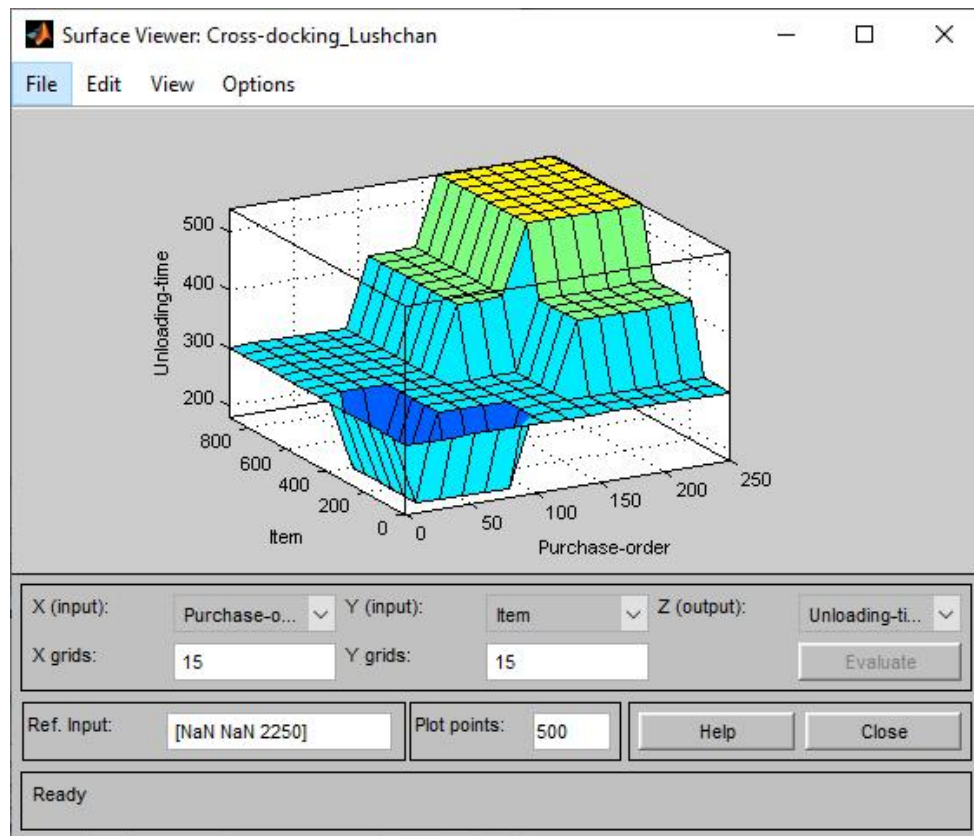 Surface Viewer: Cross-docking_Lushchan
File Edit View Options
500
400
300
200
Unloading-time
800
600
400
200
0
Item
0
50
100
150
200
250
Purchase-order
X (input): Purchase-o... Y (input): Item Z (output): Unloading-ti...
X grids: 15 Y grids: 15 Evaluate
Ref. Input: [NaN NaN 2250] Plot points: 500 Help Close
Ready